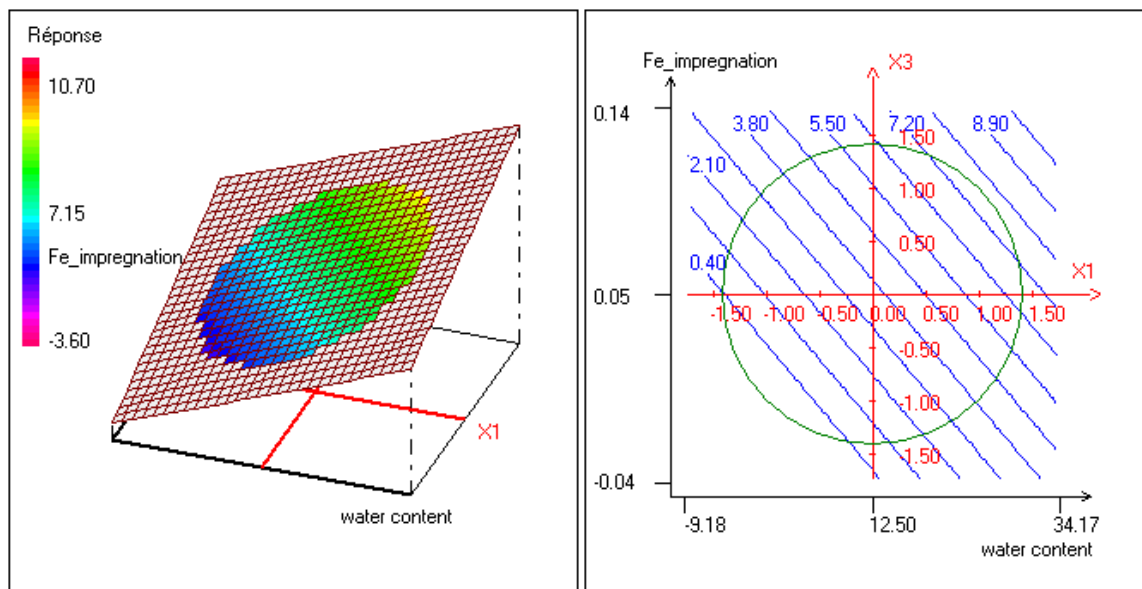 Réponse
10.70
7.15
Fe_impregnation
-3.60
X1
water content
Fe_impregnation
X3
0.14
3.80 5.50 7.20 8.90
1.50
2.10
1.00
0.50
0.40
X1
0.05
-1.50 -1.00 -0.50 0.00 0.50 1.00 1.50
-0.50
-1.00
-1.50
-0.04
-9.18 12.50 34.17
water content